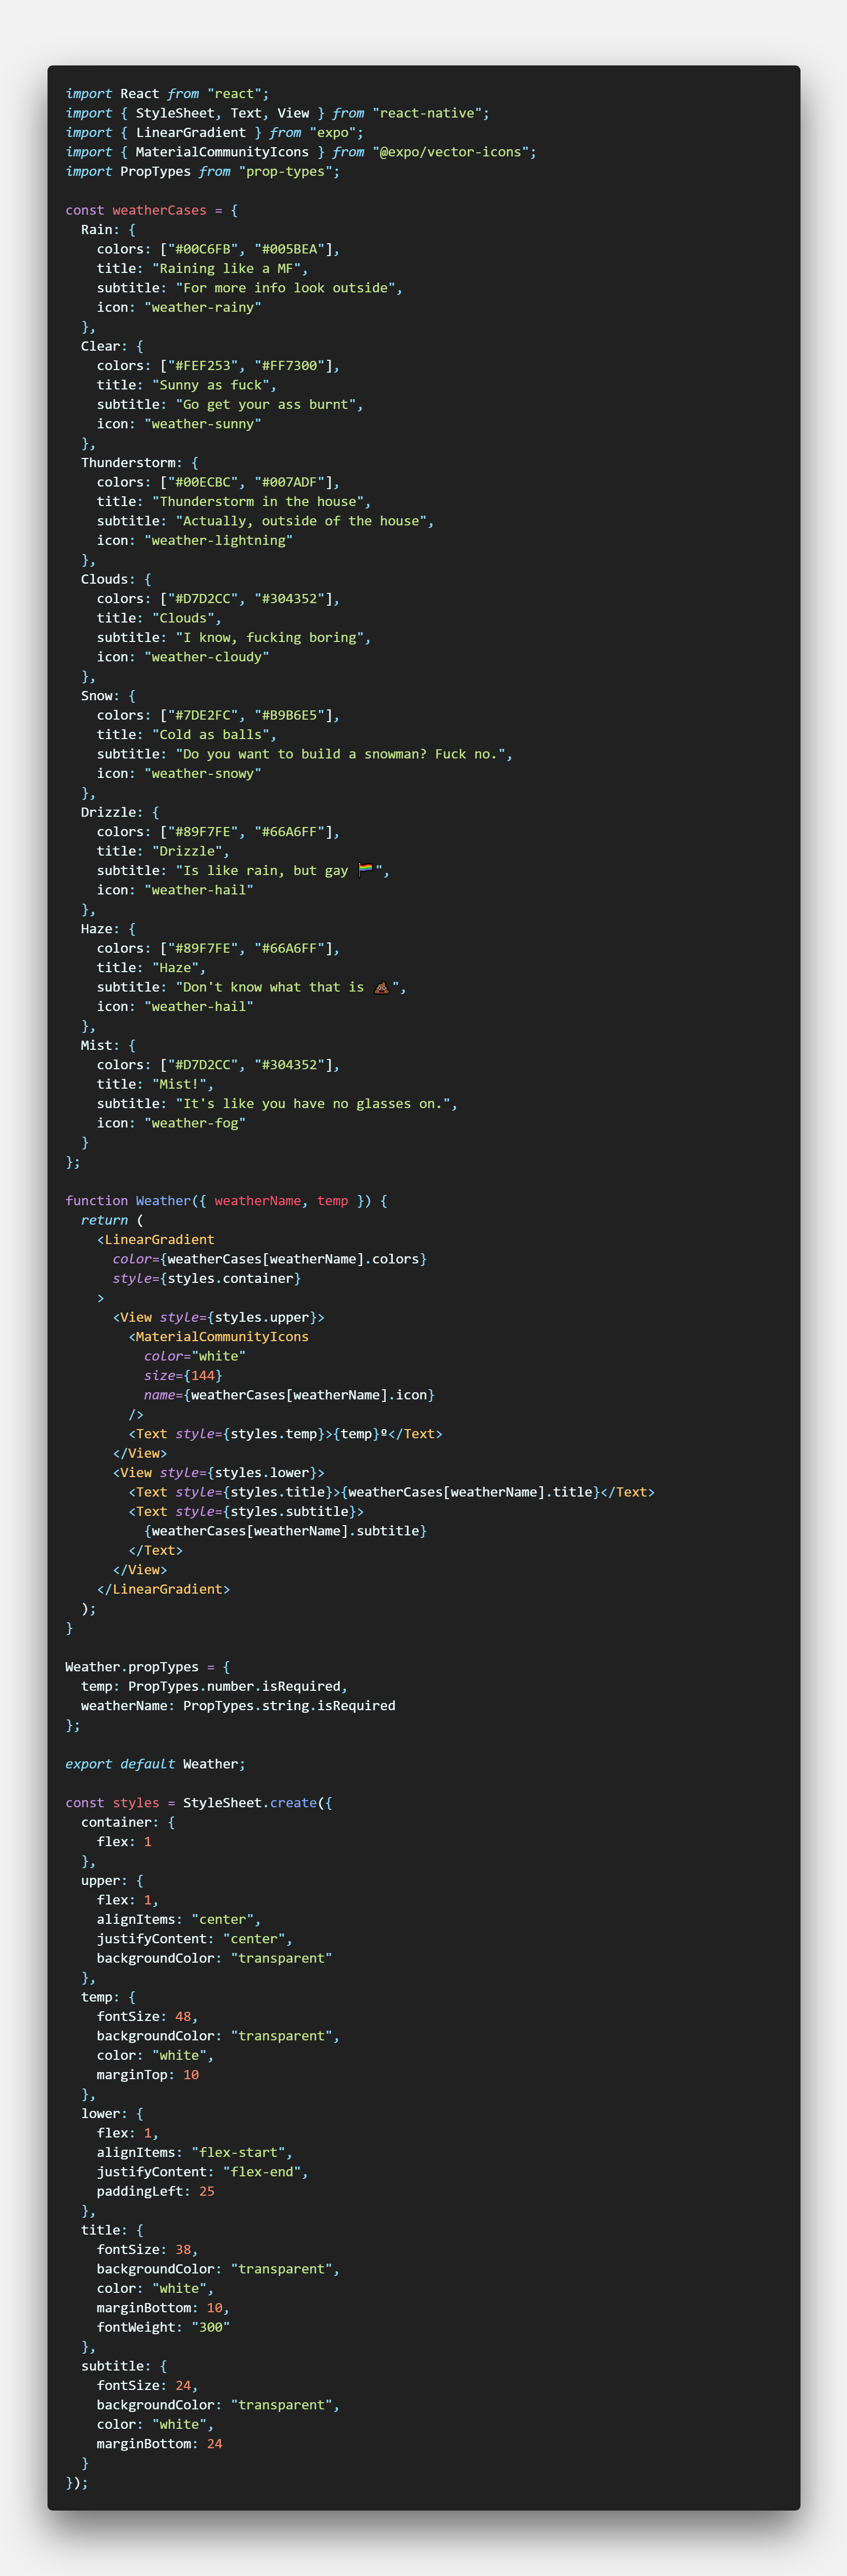 import React from "react";
import { StyleSheet, Text, View } from "react-native";
import { LinearGradient } from "expo";
import { MaterialCommunityIcons } from "@expo/vector-icons";
import PropTypes from "prop-types";

const weatherCases = {
  Rain: {
    colors: ["#00C6FB", "#005BEA"],
    title: "Raining like a MF",
    subtitle: "For more info look outside",
    icon: "weather-rainy"
  },
  Clear: {
    colors: ["#FEF253", "#FF7300"],
    title: "Sunny as fuck",
    subtitle: "Go get your ass burnt",
    icon: "weather-sunny"
  },
  Thunderstorm: {
    colors: ["#00ECBC", "#007ADF"],
    title: "Thunderstorm in the house",
    subtitle: "Actually, outside of the house",
    icon: "weather-lightning"
  },
  Clouds: {
    colors: ["#D7D2CC", "#304352"],
    title: "Clouds",
    subtitle: "I know, fucking boring",
    icon: "weather-cloudy"
  },
  Snow: {
    colors: ["#7DE2FC", "#B9B6E5"],
    title: "Cold as balls",
    subtitle: "Do you want to build a snowman? Fuck no.",
    icon: "weather-snowy"
  },
  Drizzle: {
    colors: ["#89F7FE", "#66A6FF"],
    title: "Drizzle",
    subtitle: "Is like rain, but gay 🏳️‍🌈",
    icon: "weather-hail"
  },
  Haze: {
    colors: ["#89F7FE", "#66A6FF"],
    title: "Haze",
    subtitle: "Don't know what that is 💩",
    icon: "weather-hail"
  },
  Mist: {
    colors: ["#D7D2CC", "#304352"],
    title: "Mist!",
    subtitle: "It's like you have no glasses on.",
    icon: "weather-fog"
  }
};

function Weather({ weatherName, temp }) {
  return (
    <LinearGradient
      color={weatherCases[weatherName].colors}
      style={styles.container}
    >
      <View style={styles.upper}>
        <MaterialCommunityIcons
          color="white"
          size={144}
          name={weatherCases[weatherName].icon}
        />
        <Text style={styles.temp}>{temp}º</Text>
      </View>
      <View style={styles.lower}>
        <Text style={styles.title}>{weatherCases[weatherName].title}</Text>
        <Text style={styles.subtitle}>
          {weatherCases[weatherName].subtitle}
        </Text>
      </View>
    </LinearGradient>
  );
}

Weather.propTypes = {
  temp: PropTypes.number.isRequired,
  weatherName: PropTypes.string.isRequired
};

export default Weather;

const styles = StyleSheet.create({
  container: {
    flex: 1
  },
  upper: {
    flex: 1,
    alignItems: "center",
    justifyContent: "center",
    backgroundColor: "transparent"
  },
  temp: {
    fontSize: 48,
    backgroundColor: "transparent",
    color: "white",
    marginTop: 10
  },
  lower: {
    flex: 1,
    alignItems: "flex-start",
    justifyContent: "flex-end",
    paddingLeft: 25
  },
  title: {
    fontSize: 38,
    backgroundColor: "transparent",
    color: "white",
    marginBottom: 10,
    fontWeight: "300"
  },
  subtitle: {
    fontSize: 24,
    backgroundColor: "transparent",
    color: "white",
    marginBottom: 24
  }
});